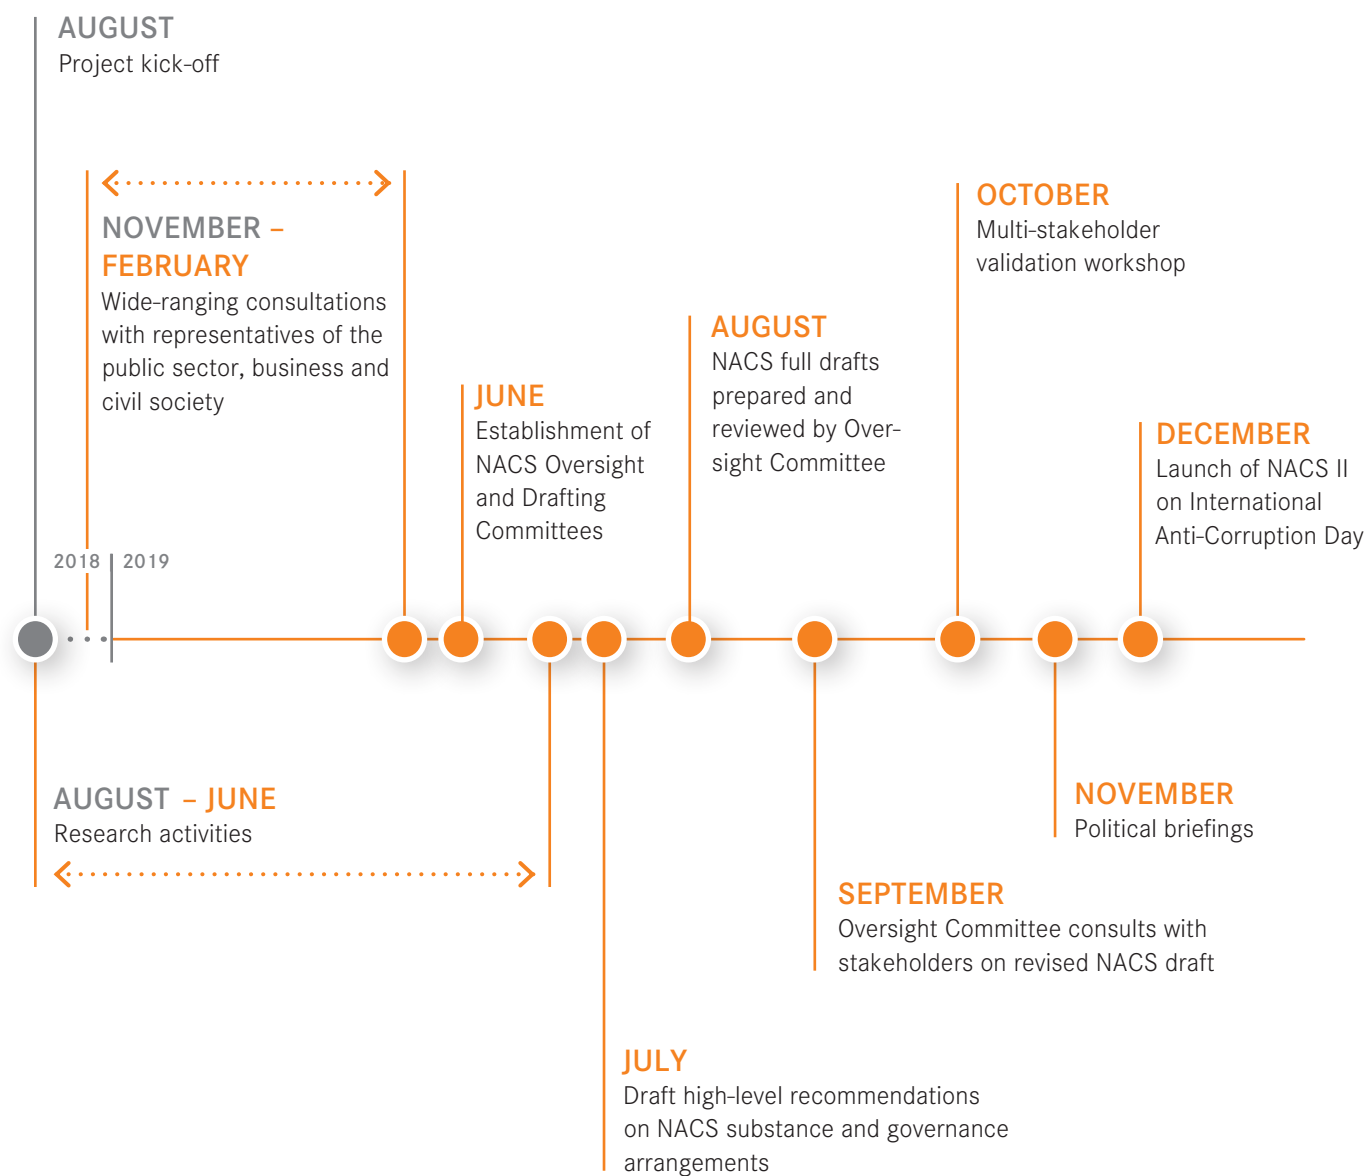 AUGUST
Project kick-off
NOVEMBER –
FEBRUARY
Wide-ranging consultations
with representatives of the
public sector, business and
civil society
JUNE
Establishment of
NACS Oversight
and Drafting
Committees
AUGUST
NACS full drafts
prepared and
reviewed by Over-
sight Committee
OCTOBER
Multi-stakeholder
validation workshop
DECEMBER
Launch of NACS II
on International
Anti-Corruption Day
2018 2019
AUGUST – JUNE
Research activities
JULY
Draft high-level recommendations
on NACS substance and governance
arrangements
SEPTEMBER
Oversight Committee consults with
stakeholders on revised NACS draft
NOVEMBER
Political briefings